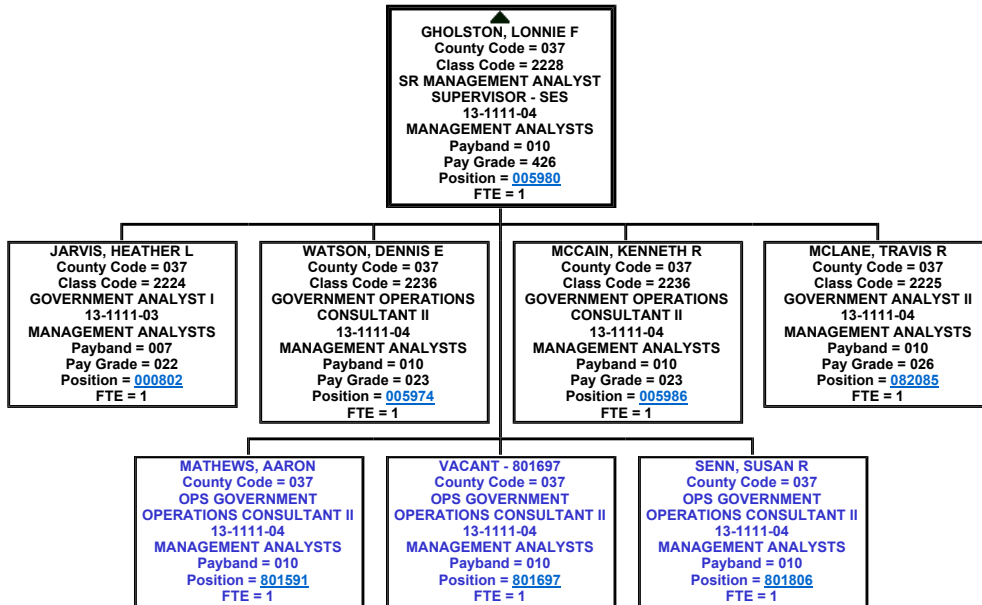 GHOLSTON, LONNIE F
County Code = 037
Class Code = 2228
SR MANAGEMENT ANALYST
SUPERVISOR - SES
13-1111-04
MANAGEMENT ANALYSTS
Payband = 010
Pay Grade = 426
Position = 005980
FTE = 1
JARVIS, HEATHER L
County Code = 037
Class Code = 2224
GOVERNMENT ANALYST I
13-1111-03
MANAGEMENT ANALYSTS
Payband = 007
Pay Grade = 022
Position = 000802
FTE = 1
WATSON, DENNIS E
County Code = 037
Class Code = 2236
GOVERNMENT OPERATIONS
CONSULTANT II
13-1111-04
MANAGEMENT ANALYSTS
Payband = 010
Pay Grade = 023
Position = 005974
FTE = 1
MCCAIN, KENNETH R
County Code = 037
Class Code = 2236
GOVERNMENT OPERATIONS
CONSULTANT II
13-1111-04
MANAGEMENT ANALYSTS
Payband = 010
Pay Grade = 023
Position = 005986
FTE = 1
MCLANE, TRAVIS R
County Code = 037
Class Code = 2225
GOVERNMENT ANALYST II
13-1111-04
MANAGEMENT ANALYSTS
Payband = 010
Pay Grade = 026
Position = 082085
FTE = 1
MATHEWS, AARON
County Code = 037
OPS GOVERNMENT
OPERATIONS CONSULTANT II
13-1111-04
MANAGEMENT ANALYSTS
Payband = 010
Position = 801591
FTE = 1
VACANT - 801697
County Code = 037
OPS GOVERNMENT
OPERATIONS CONSULTANT II
13-1111-04
MANAGEMENT ANALYSTS
Payband = 010
Position = 801697
FTE = 1
SENN, SUSAN R
County Code = 037
OPS GOVERNMENT
OPERATIONS CONSULTANT II
13-1111-04
MANAGEMENT ANALYSTS
Payband = 010
Position = 801806
FTE = 1